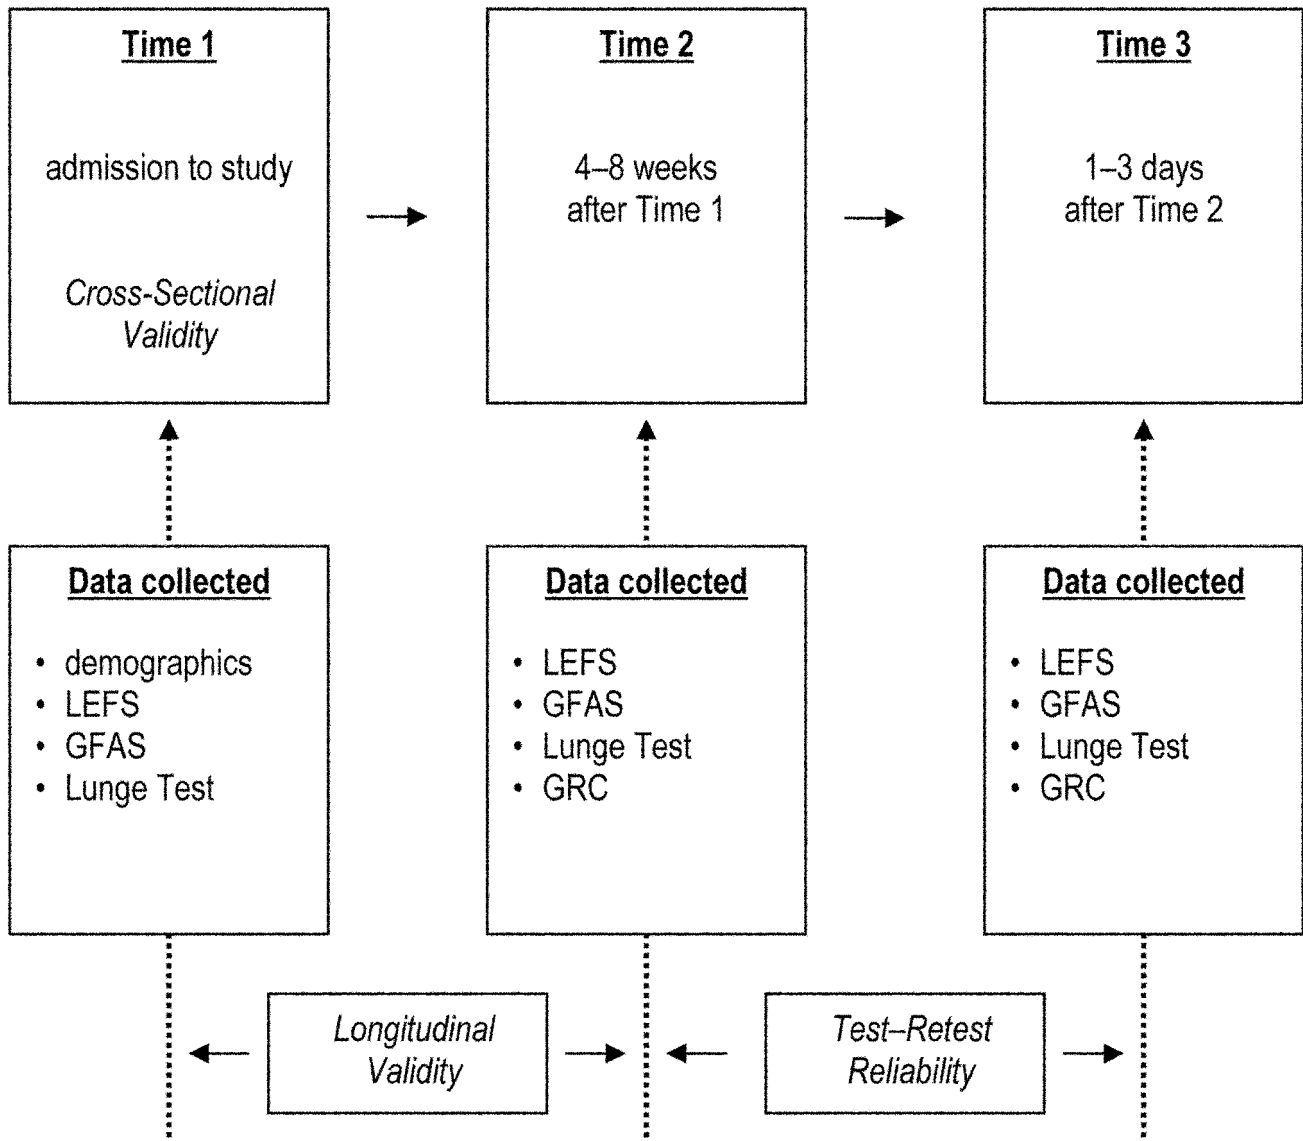 Time 1
admission to study
Cross-Sectional
Validity
Time 2
4–8 weeks
after Time 1
Time 3
1–3 days
after Time 2
Data collected
• demographics
• LEFS
• GFAS
• Lunge Test
Data collected
• LEFS
• GFAS
• Lunge Test
• GRC
Data collected
• LEFS
• GFAS
• Lunge Test
• GRC
Longitudinal
Validity
Test–Retest
Reliability